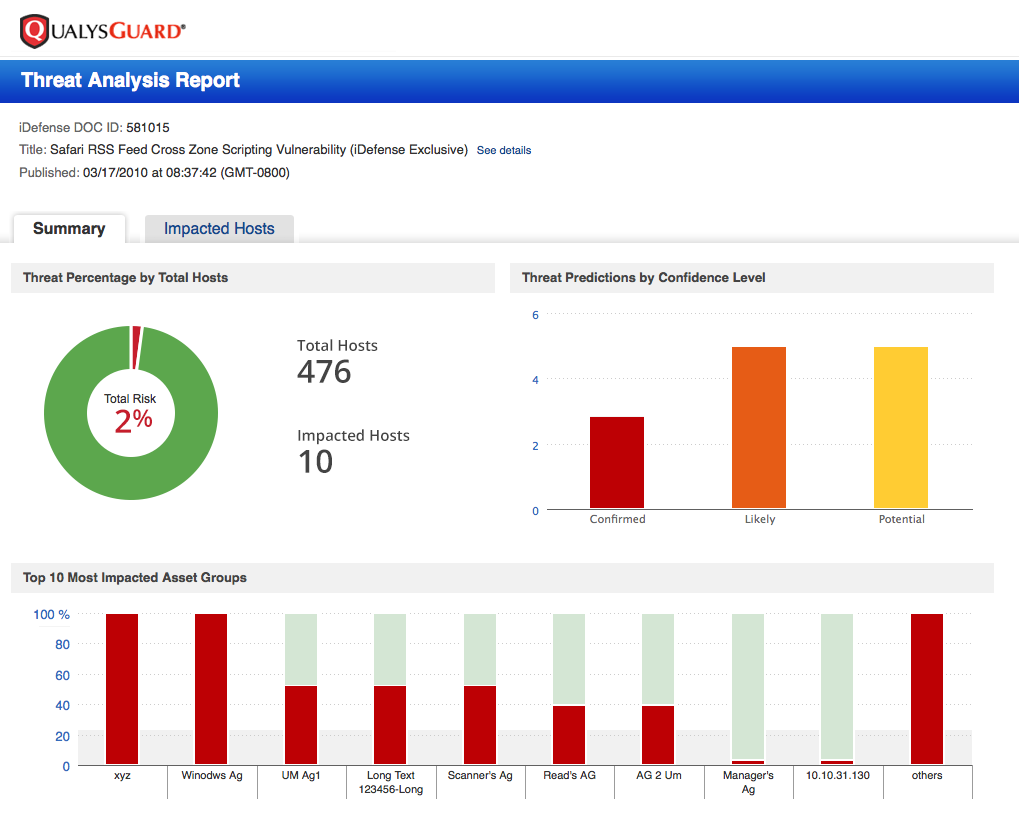 QUALYSGUARD®
Threat Analysis Report
iDefense DOC ID: 581015
Title: Safari RSS Feed Cross Zone Scripting Vulnerability (iDefense Exclusive) See details
Published: 03/17/2010 at 08:37:42 (GMT-0800)
Summary
Impacted Hosts
Threat Percentage by Total Hosts
Total Risk
2%
Total Hosts
476
Impacted Hosts
10
Threat Predictions by Confidence Level
6
4
2
0
Confirmed
Likely
Potential
Top 10 Most Impacted Asset Groups
100 %
80
60
40
20
0
xyz
Winodws Ag
UM Ag1
Long Text
123456-Long
Scanner's Ag
Read's AG
AG 2 Um
Manager's
Ag
10.10.31.130
others